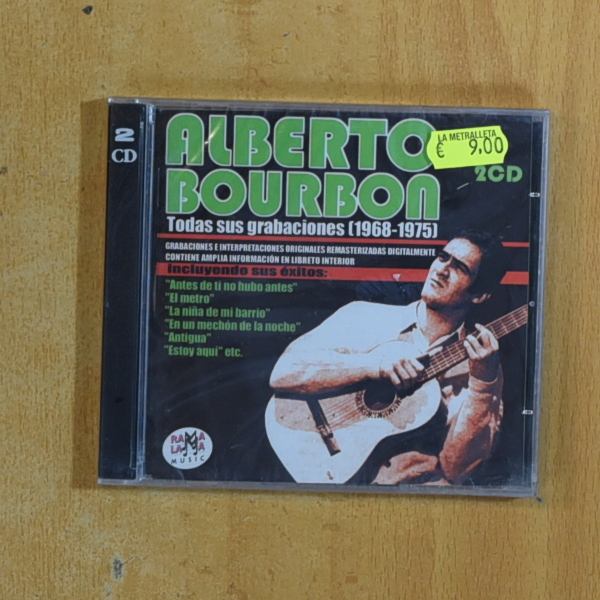 2
CD
ALBERTO
BOURBON
LA METRALLETA
€ 9,00
2CD
Todas sus grabaciones (1968-1975)
GRABACIONES E INTERPRETACIONES ORIGINALES REMASTERIZADAS DIGITALMENTE
CONTIENE AMPLIA INFORMACIÓN EN LIBRETO INTERIOR
incluyendo sus éxitos:
"Antes de ti no hubo antes"
"El metro"
"La niña de mi barrio"
"En un mechón de la noche"
"Antigua"
"Estoy aquí" etc.
RAMA
LAMA
MUSIC